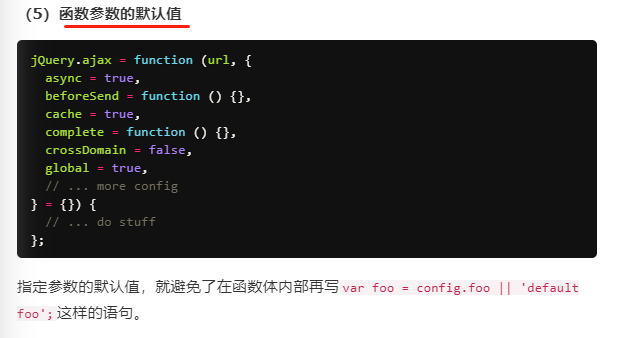 （5）函数参数的默认值
jQuery.ajax = function (url, {
  async = true,
  beforeSend = function () {},
  cache = true,
  complete = function () {},
  crossDomain = false,
  global = true,
  // ... more config
} = {}) {
  // ... do stuff
};
指定参数的默认值，就避免了在函数体内部再写var foo = config.foo || 'default
foo';这样的语句。